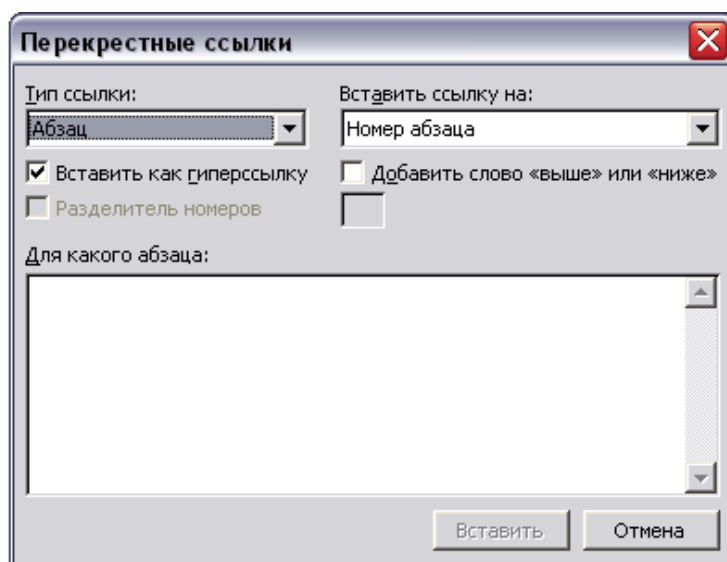 Перекрестные ссылки
Тип ссылки: Вставить ссылку на:
Абзац Номер абзаца
Вставить как гиперссылку Добавить слово «выше» или «ниже»
Разделитель номеров
Для какого абзаца:
Вставить Отмена